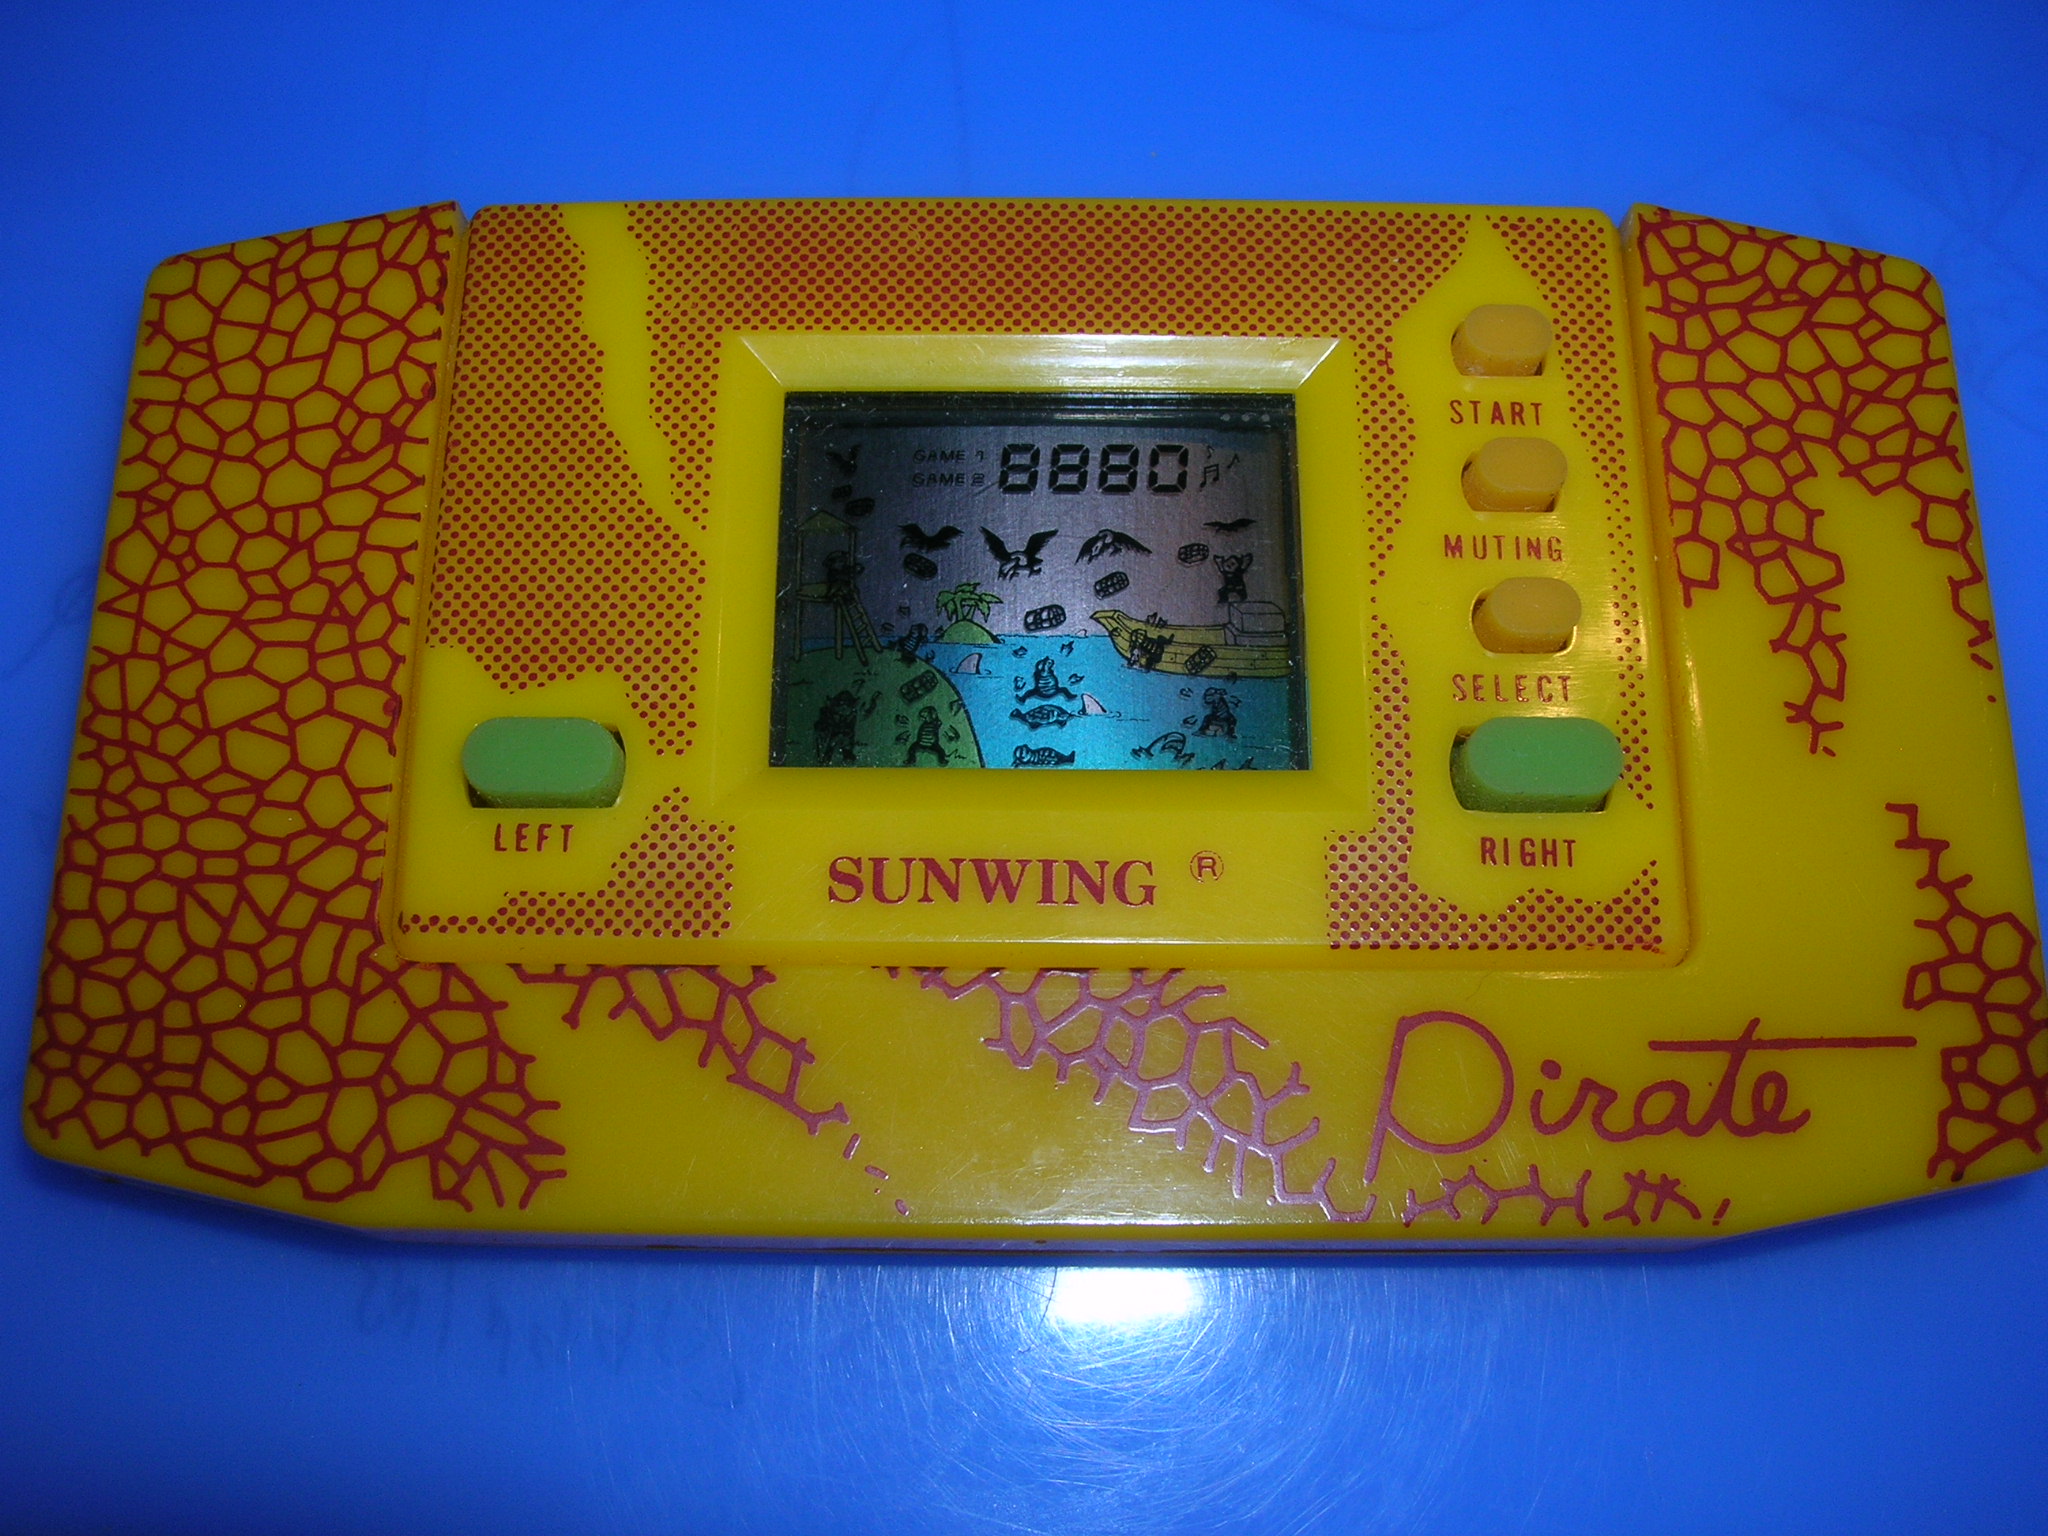 GAME 1
GAME 2
8880
START
MUTING
SELECT
LEFT
RIGHT
SUNWING ®
Pirate